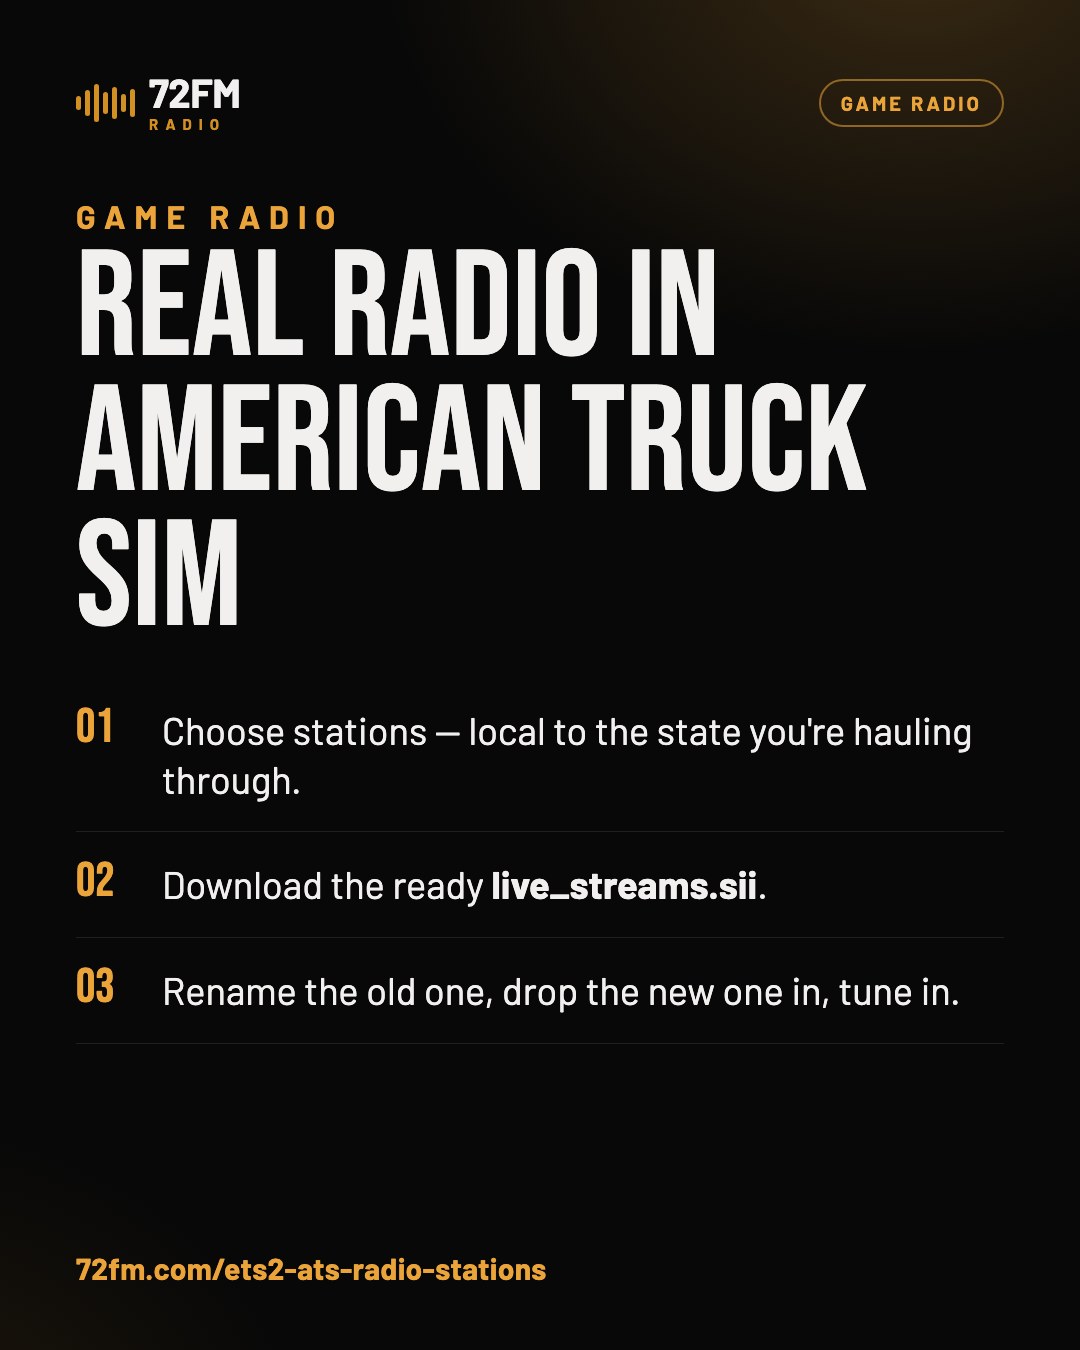 72FM
RADIO
GAME RADIO
GAME RADIO
REAL RADIO IN
AMERICAN TRUCK
SIM
01 Choose stations — local to the state you're hauling
through.
02 Download the ready live_streams.sii.
03 Rename the old one, drop the new one in, tune in.
72fm.com/ets2-ats-radio-stations